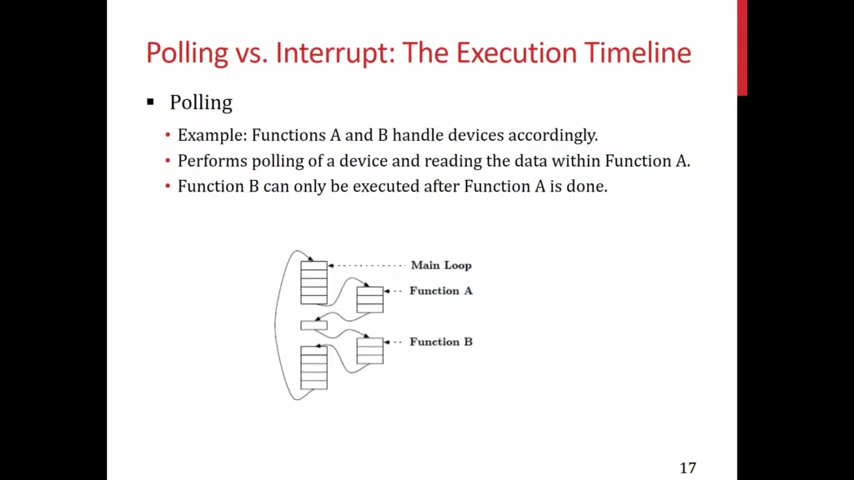 Polling vs. Interrupt: The Execution Timeline
▪ Polling
• Example: Functions A and B handle devices accordingly.
• Performs polling of a device and reading the data within Function A.
• Function B can only be executed after Function A is done.
Main Loop
Function A
Function B
17